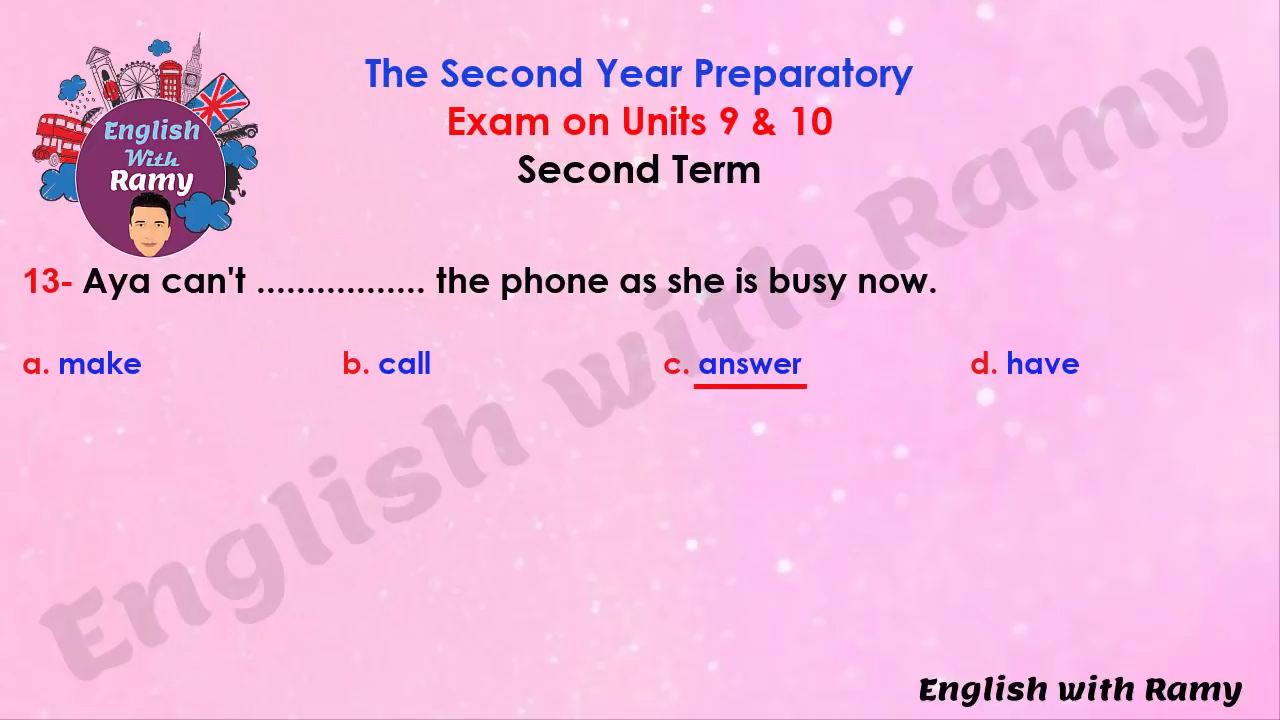 English
With
Ramy
The Second Year Preparatory
Exam on Units 9 & 10
Second Term
13- Aya can't ................. the phone as she is busy now.
a. make b. call c. answer d. have
English with Ramy
English with Ramy